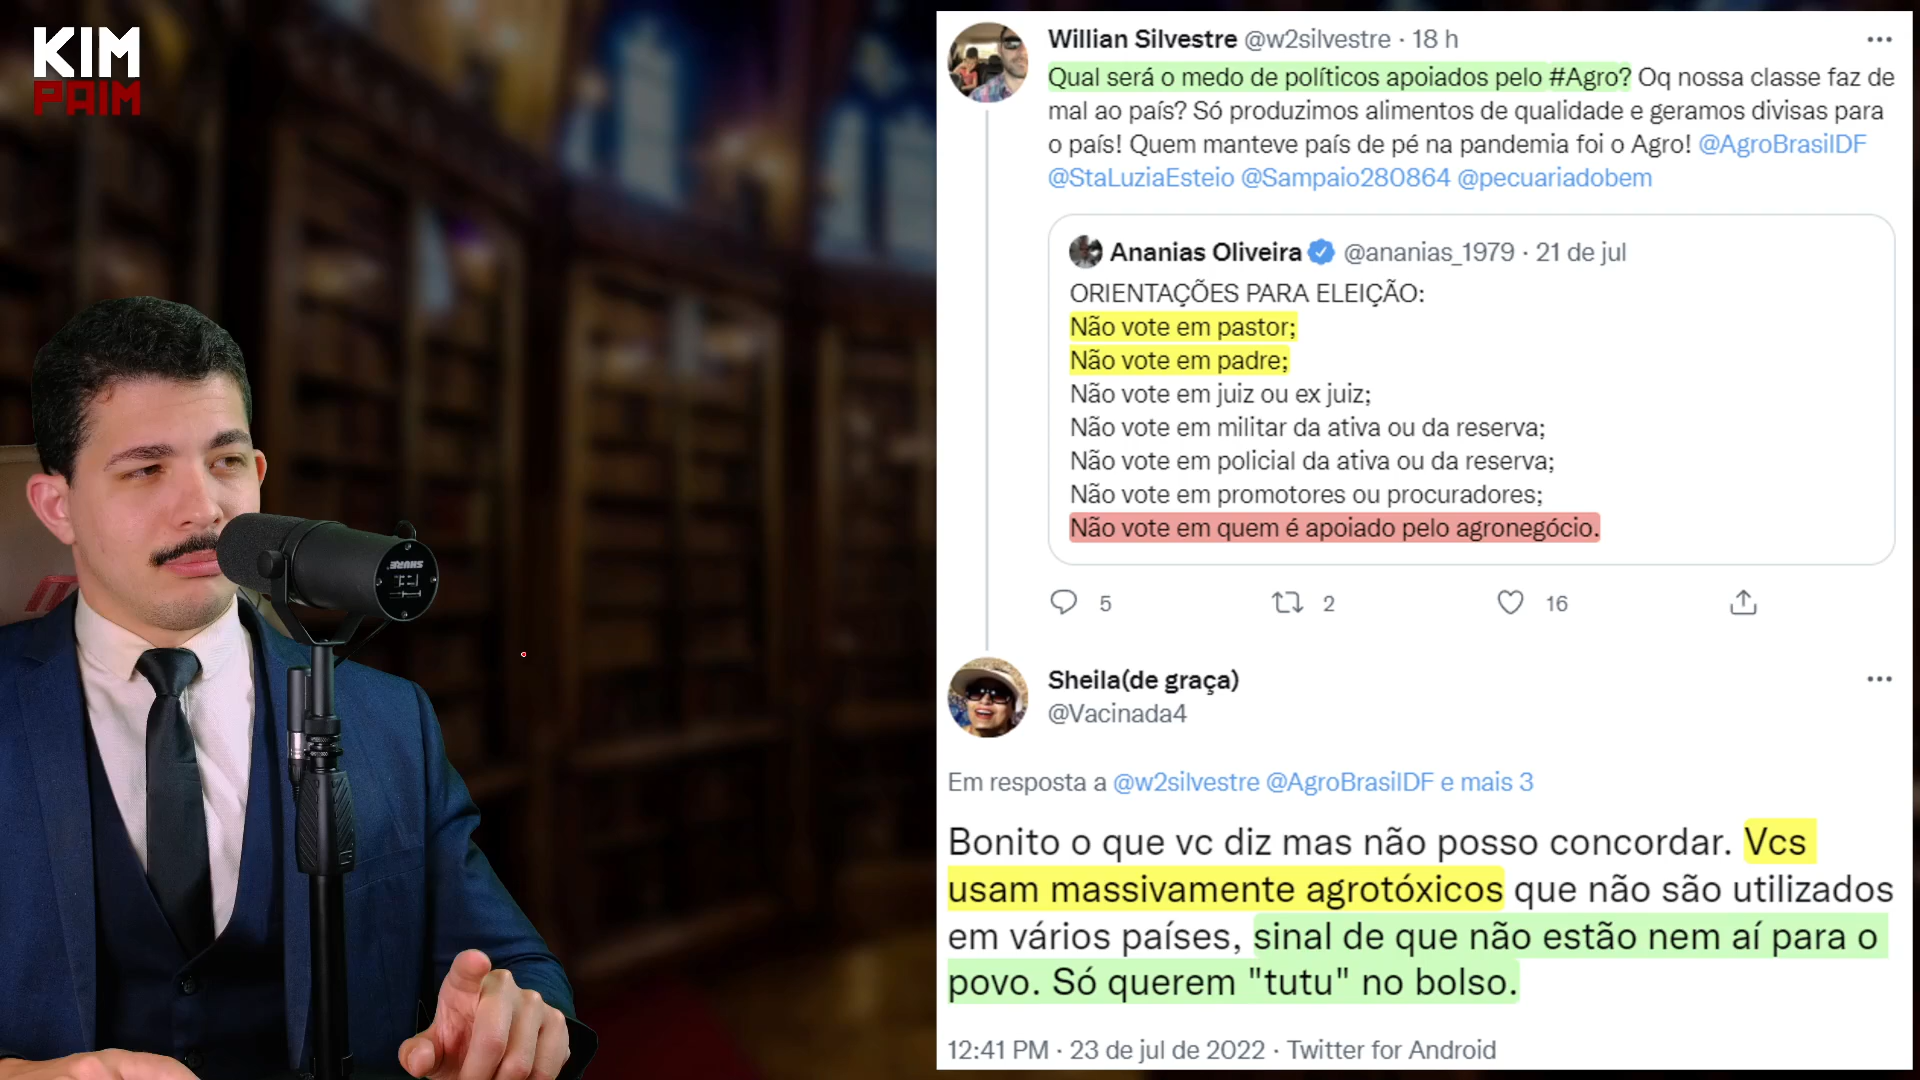 KIM
PAIM
Willian Silvestre @w2silvestre · 18 h
Qual será o medo de políticos apoiados pelo #Agro? Oq nossa classe faz de
mal ao país? Só produzimos alimentos de qualidade e geramos divisas para
o país! Quem manteve país de pé na pandemia foi o Agro! @AgroBrasilDF
@StaLuziaEsteio @Sampaio280864 @pecuariadobem
Ananias Oliveira @ananias_1979 · 21 de jul
ORIENTAÇÕES PARA ELEIÇÃO:
Não vote em pastor;
Não vote em padre;
Não vote em juiz ou ex juiz;
Não vote em militar da ativa ou da reserva;
Não vote em policial da ativa ou da reserva;
Não vote em promotores ou procuradores;
Não vote em quem é apoiado pelo agronegócio.
5 2 16
Sheila(de graça)
@Vacinada4
Em resposta a @w2silvestre @AgroBrasilDF e mais 3
Bonito o que vc diz mas não posso concordar. Vcs
usam massivamente agrotóxicos que não são utilizados
em vários países, sinal de que não estão nem aí para o
povo. Só querem "tutu" no bolso.
12:41 PM · 23 de jul de 2022 · Twitter for Android
SHURE